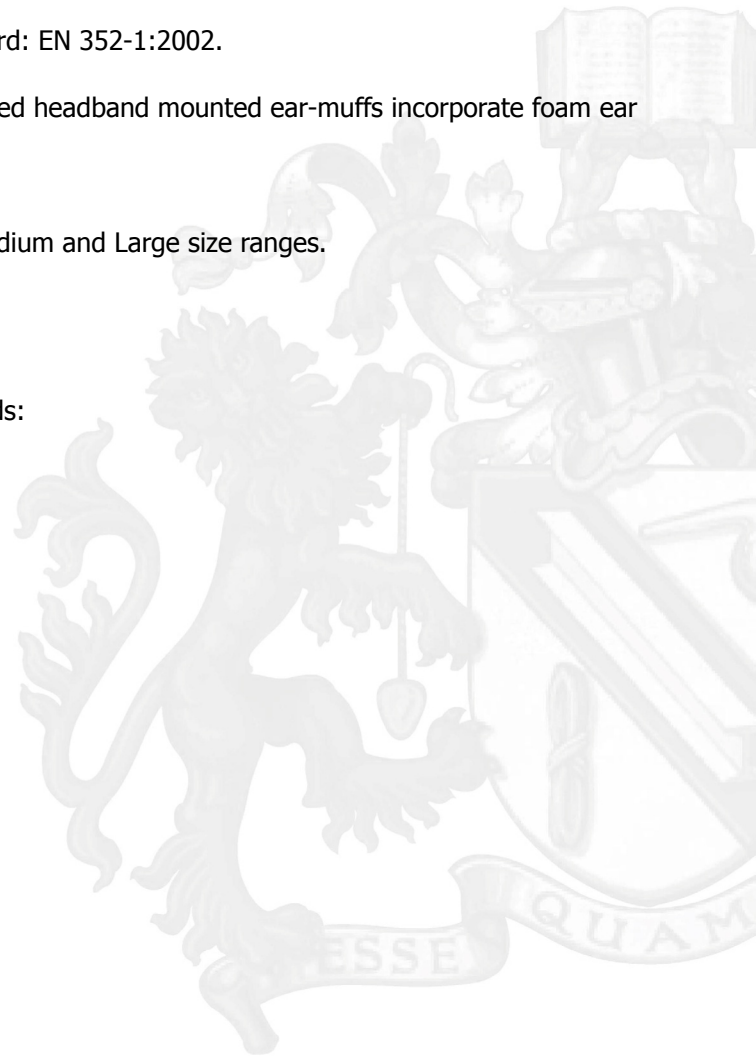 rd: EN 352-1:2002.
ed headband mounted ear-muffs incorporate foam ear
dium and Large size ranges.
ls:
ESSE
QUAM